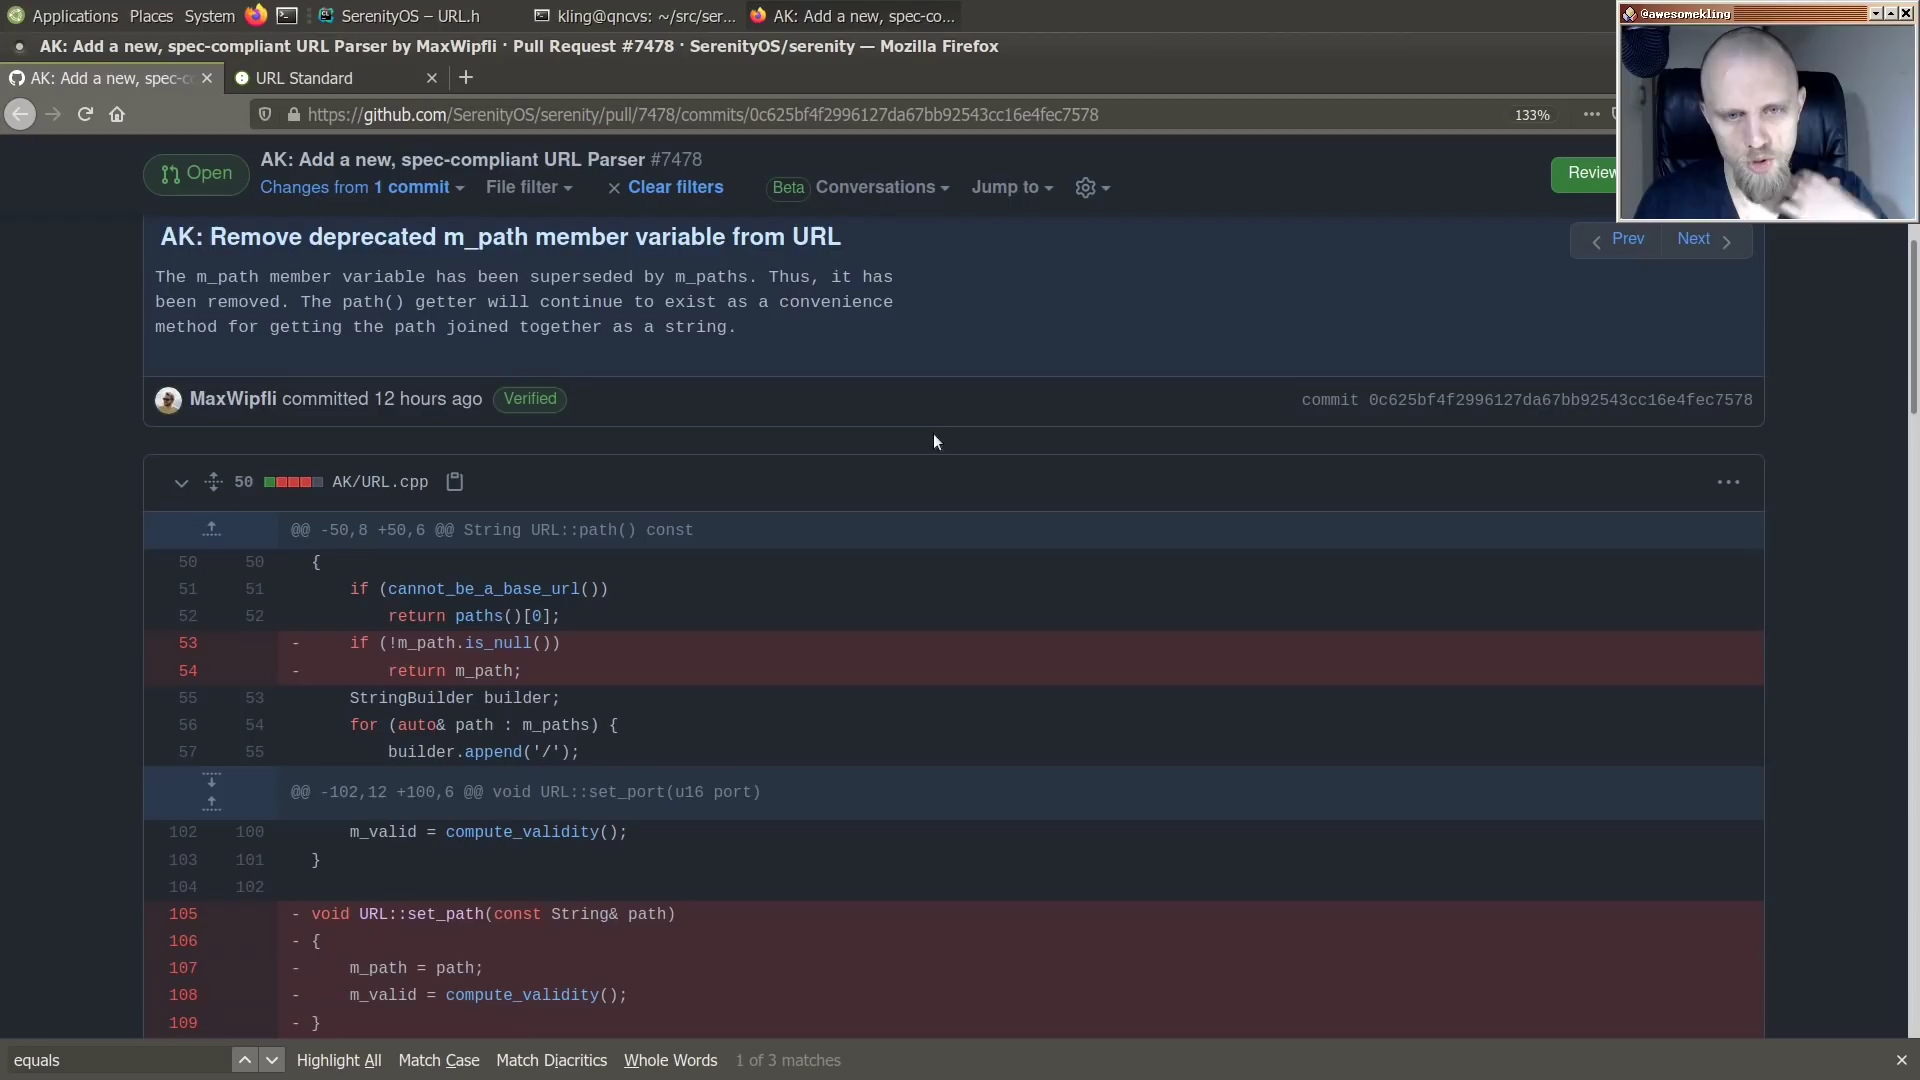 Applications Places System SerenityOS – URL.h kling@qncvs: ~/src/ser... AK: Add a new, spec-co...
@awesomekling
AK: Add a new, spec-compliant URL Parser by MaxWipfli · Pull Request #7478 · SerenityOS/serenity — Mozilla Firefox
AK: Add a new, spec-c URL Standard
https://github.com/SerenityOS/serenity/pull/7478/commits/0c625bf4f2996127da67bb92543cc16e4fec7578 133%
Open
AK: Add a new, spec-compliant URL Parser #7478
Changes from 1 commit File filter Clear filters Beta Conversations Jump to
Review
AK: Remove deprecated m_path member variable from URL
Prev Next
The m_path member variable has been superseded by m_paths. Thus, it has
been removed. The path() getter will continue to exist as a convenience
method for getting the path joined together as a string.
MaxWipfli committed 12 hours ago Verified commit 0c625bf4f2996127da67bb92543cc16e4fec7578
50 AK/URL.cpp
@@ -50,8 +50,6 @@ String URL::path() const
50 50 {
51 51 if (cannot_be_a_base_url())
52 52 return paths()[0];
53 - if (!m_path.is_null())
54 - return m_path;
55 53 StringBuilder builder;
56 54 for (auto& path : m_paths) {
57 55 builder.append('/');
@@ -102,12 +100,6 @@ void URL::set_port(u16 port)
102 100 m_valid = compute_validity();
103 101 }
104 102
105 - void URL::set_path(const String& path)
106 - {
107 - m_path = path;
108 - m_valid = compute_validity();
109 - }
equals Highlight All Match Case Match Diacritics Whole Words 1 of 3 matches